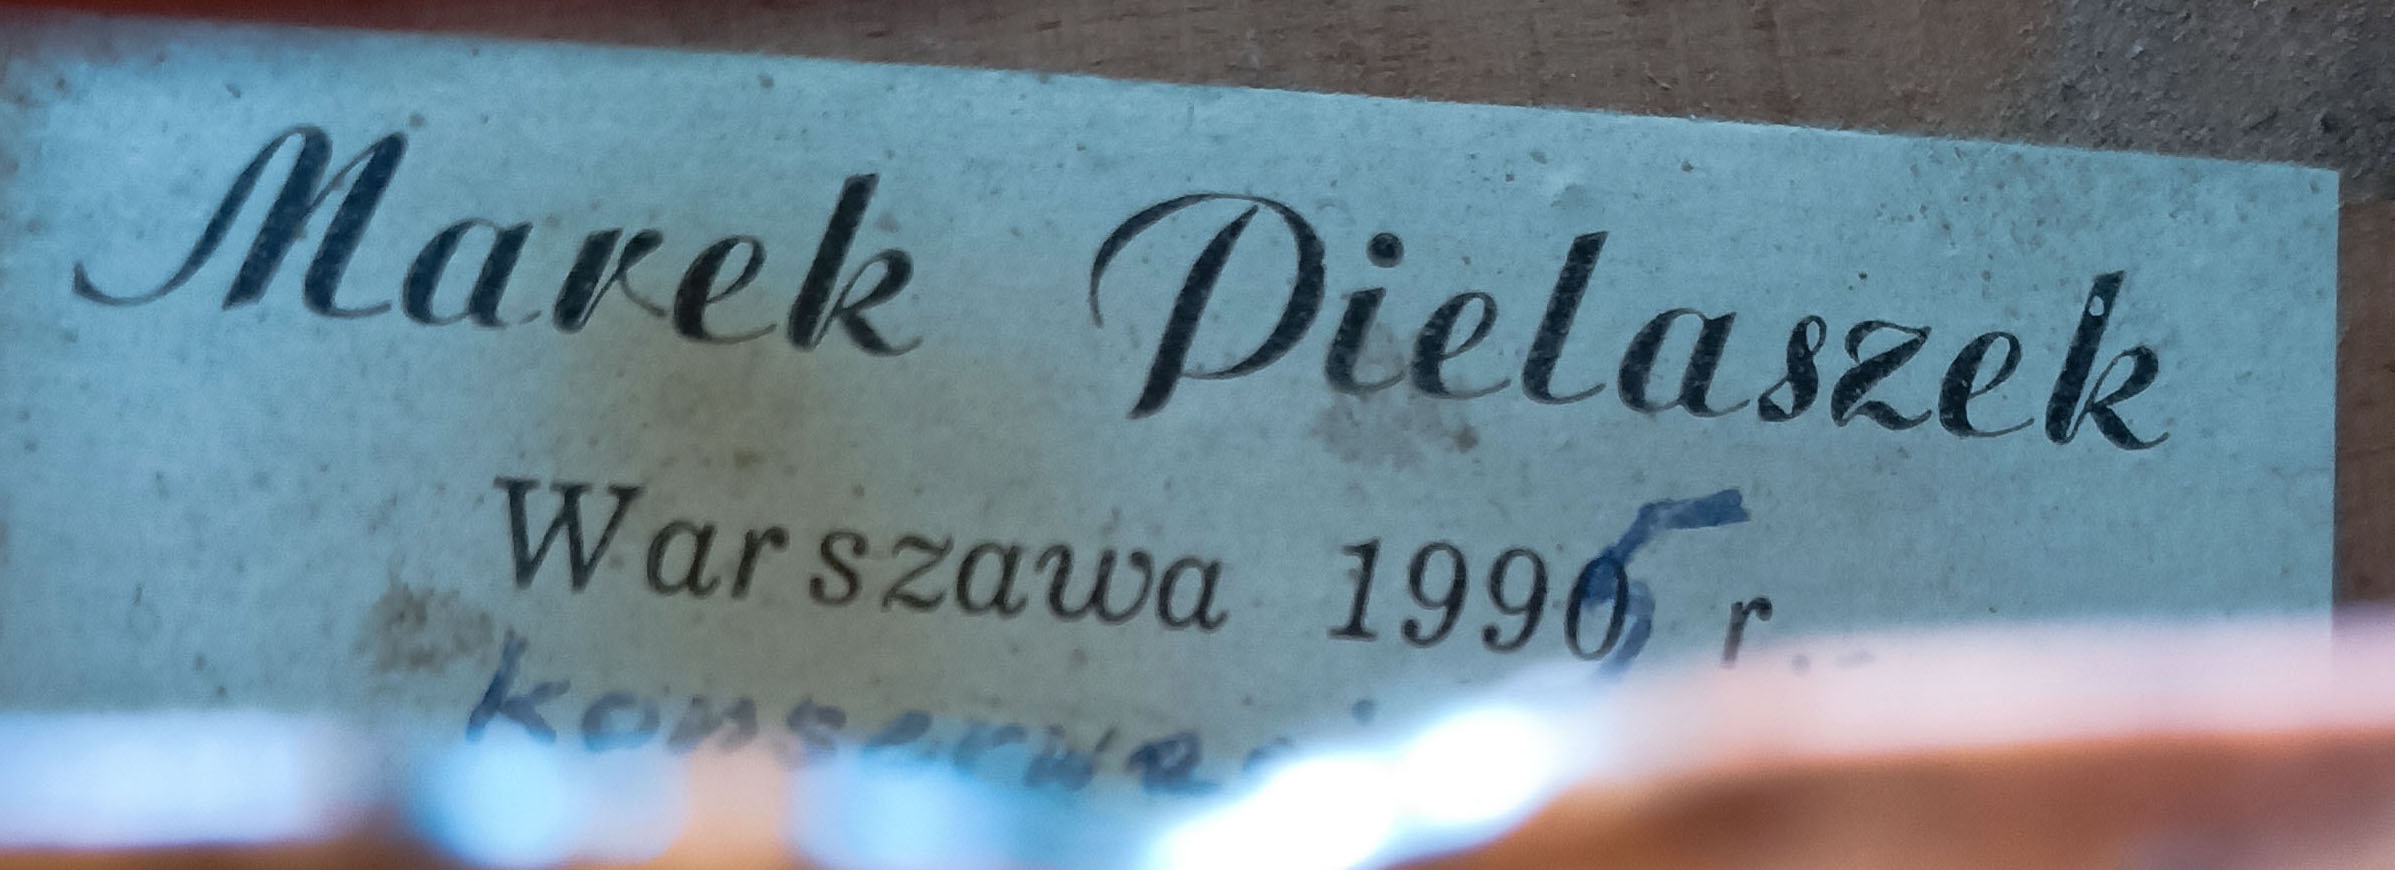 Marek Pielaszek
Warszawa 1995 r.